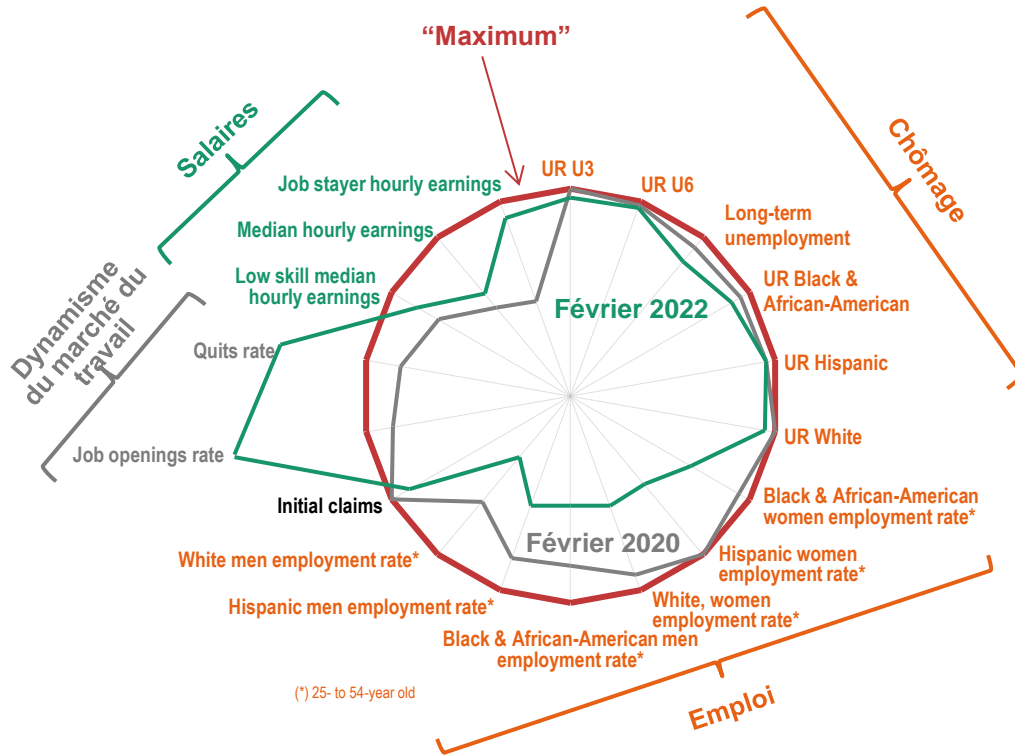 “Maximum”
Salaires
Chômage
Dynamisme
du marché du
travail
Emploi
UR U3
UR U6
Long-term
unemployment
UR Black &
African-American
UR Hispanic
UR White
Black & African-American
women employment rate*
Hispanic women
employment rate*
White, women
employment rate*
Black & African-American men
employment rate*
Hispanic men employment rate*
White men employment rate*
Initial claims
Job openings rate
Quits rate
Low skill median
hourly earnings
Median hourly earnings
Job stayer hourly earnings
Février 2022
Février 2020
(*) 25- to 54-year old